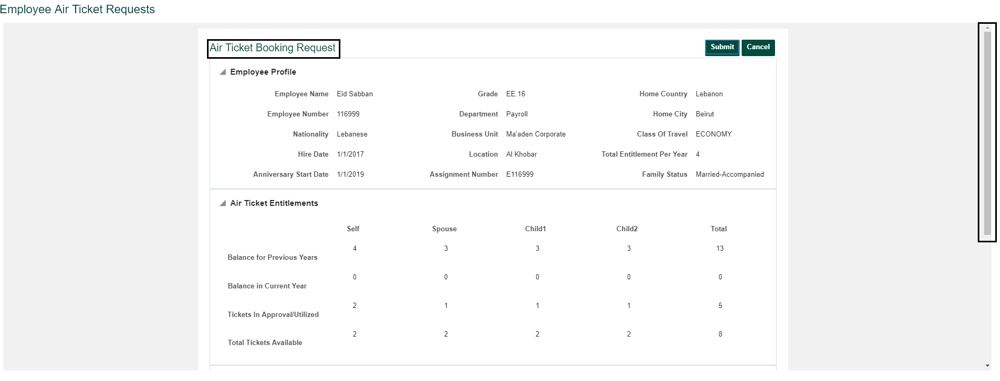 Employee Air Ticket Requests
Air Ticket Booking Request
Submit Cancel
Employee Profile
Employee Name Eid Sabban Grade EE.16 Home Country Lebanon
Employee Number 116999 Department Payroll Home City Beirut
Nationality Lebanese Business Unit Ma'aden Corporate Class Of Travel ECONOMY
Hire Date 1/1/2017 Location Al Khobar Total Entitlement Per Year 4
Anniversary Start Date 1/1/2019 Assignment Number E116999 Family Status Married-Accompanied
Air Ticket Entitlements
Self Spouse Child1 Child2 Total
Balance for Previous Years 4 3 3 3 13
Balance in Current Year 0 0 0 0 0
Tickets In Approval/Utilized 2 1 1 1 5
Total Tickets Available 2 2 2 2 8